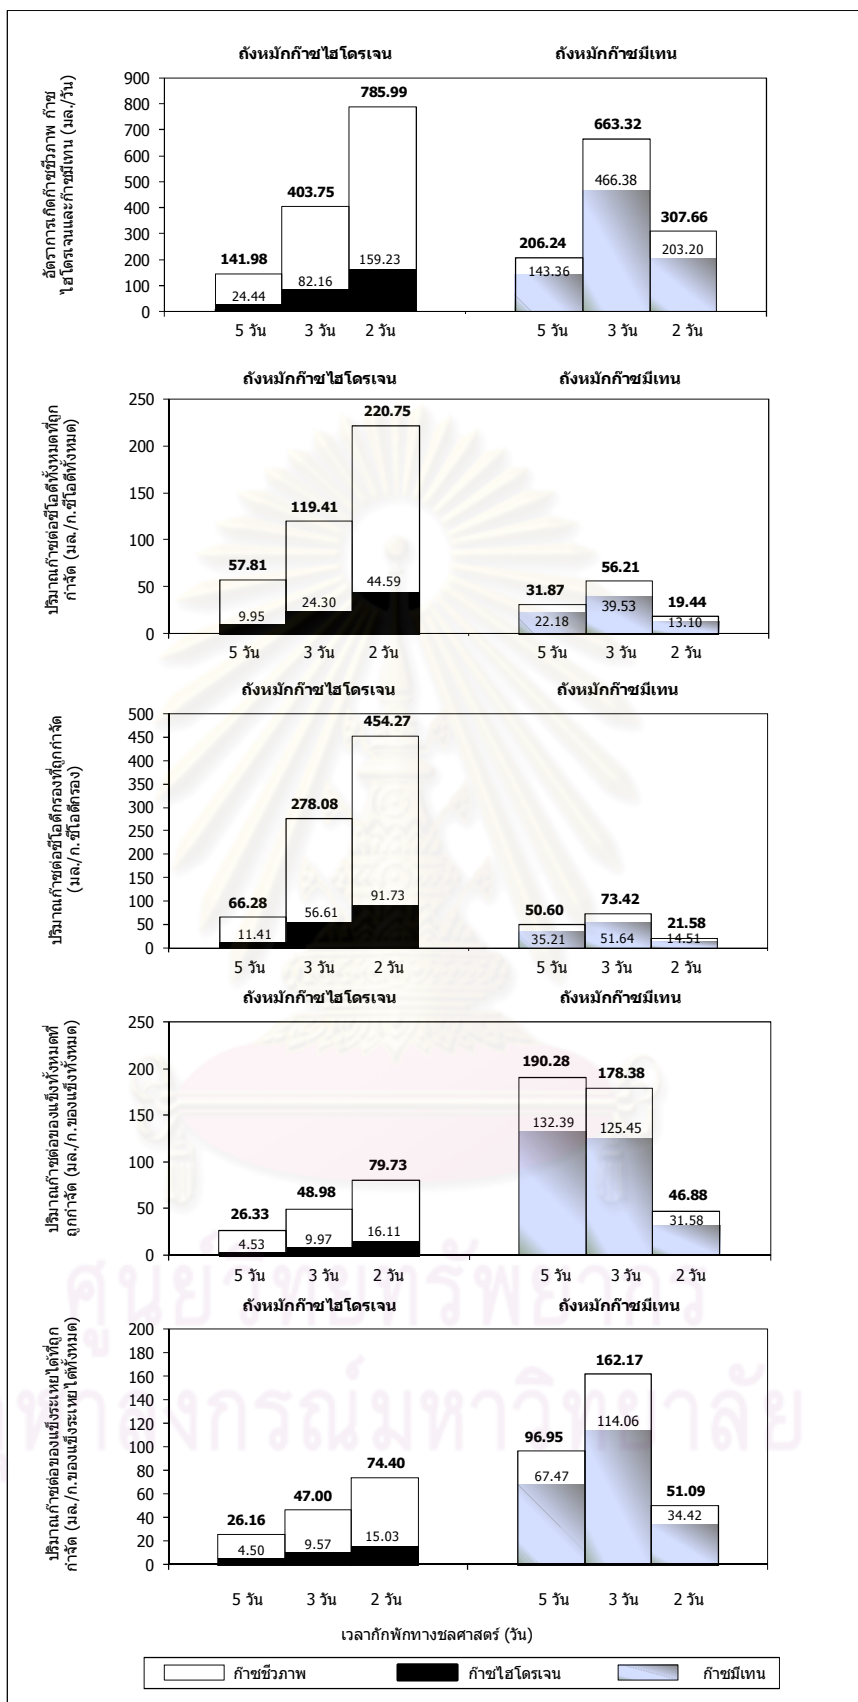 ถังหมักก๊าซไฮโดรเจน ถังหมักก๊าซมีเทน
อัตราการเกิดก๊าซชีวภาพ ก๊าซ
ไฮโดรเจนและก๊าซมีเทน (มล./วัน)
900
800
700
600
500
400
300
200
100
0
141.98 403.75 785.99 206.24 663.32 307.66
24.44 82.16 159.23 143.36 466.38 203.20
5 วัน 3 วัน 2 วัน 5 วัน 3 วัน 2 วัน
ถังหมักก๊าซไฮโดรเจน ถังหมักก๊าซมีเทน
ปริมาณก๊าซต่อซีโอดีทั้งหมดที่ถูก
กำจัด (มล./ก.ซีโอดีทั้งหมด)
250
200
150
100
50
0
57.81 119.41 220.75 31.87 56.21 19.44
9.95 24.30 44.59 22.18 39.53 13.10
5 วัน 3 วัน 2 วัน 5 วัน 3 วัน 2 วัน
ถังหมักก๊าซไฮโดรเจน ถังหมักก๊าซมีเทน
ปริมาณก๊าซต่อซีโอดีกรองที่ถูกกำจัด
(มล./ก.ซีโอดีกรอง)
500
450
400
350
300
250
200
150
100
50
0
66.28 278.08 454.27 50.60 73.42 21.58
11.41 56.61 91.73 35.21 51.64 14.51
5 วัน 3 วัน 2 วัน 5 วัน 3 วัน 2 วัน
ถังหมักก๊าซไฮโดรเจน ถังหมักก๊าซมีเทน
ปริมาณก๊าซต่อของแข็งทั้งหมดที่
ถูกกำจัด (มล./ก.ของแข็งทั้งหมด)
250
200
150
100
50
0
26.33 48.98 79.73 190.28 178.38 46.88
4.53 9.97 16.11 132.39 125.45 31.58
5 วัน 3 วัน 2 วัน 5 วัน 3 วัน 2 วัน
ศูนย์วิทยทรัพยากร
ถังหมักก๊าซไฮโดรเจน ถังหมักก๊าซมีเทน
ปริมาณก๊าซต่อของแข็งระเหยได้ที่ถูก
กำจัด (มล./ก.ของแข็งระเหยได้ทั้งหมด)
200
180
160
140
120
100
80
60
40
20
0
26.16 47.00 74.40 96.95 162.17 51.09
4.50 9.57 15.03 67.47 114.06 34.42
จุฬาลงกรณ์มหาวิทยาลัย
5 วัน 3 วัน 2 วัน 5 วัน 3 วัน 2 วัน
เวลากักพักทางชลศาสตร์ (วัน)
ก๊าซชีวภาพ ก๊าซไฮโดรเจน ก๊าซมีเทน